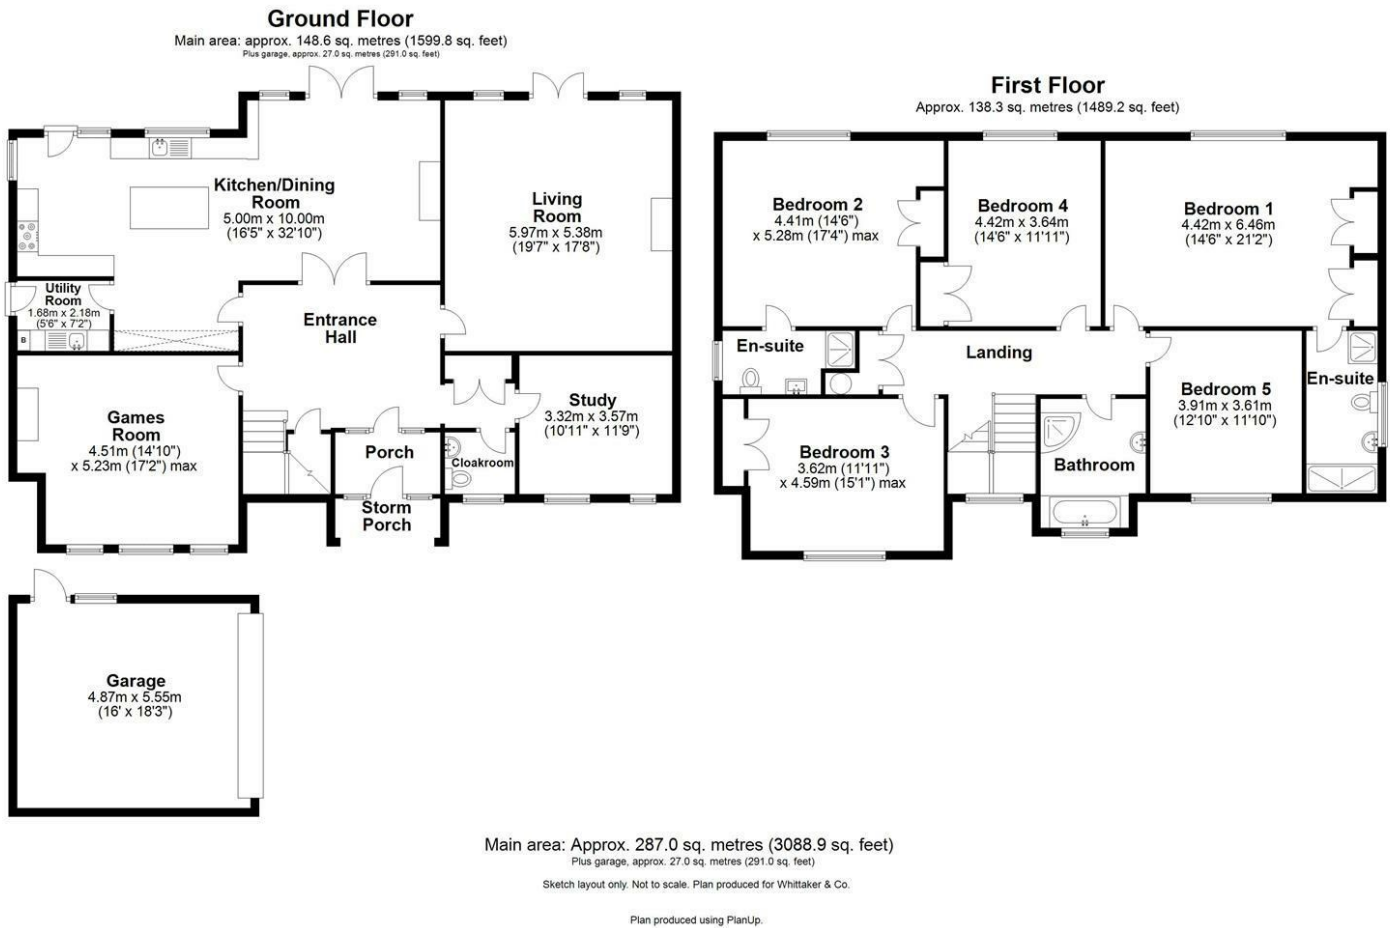 Ground Floor
Main area: approx. 148.6 sq. metres (1599.8 sq. feet)
Plus garage, approx. 27.0 sq. metres (291.0 sq. feet)
Kitchen/Dining
Room
5.00m x 10.00m
(16'5" x 32'10")
Living
Room
5.97m x 5.38m
(19'7" x 17'8")
Utility
Room
1.68m x 2.18m
(5'6" x 7'2")
B
Entrance
Hall
Games
Room
4.51m (14'10")
x 5.23m (17'2") max
Study
3.32m x 3.57m
(10'11" x 11'9")
Porch
Cloakroom
Storm
Porch
Garage
4.87m x 5.55m
(16' x 18'3")
First Floor
Approx. 138.3 sq. metres (1489.2 sq. feet)
Bedroom 2
4.41m (14'6")
x 5.28m (17'4") max
Bedroom 4
4.42m x 3.64m
(14'6" x 11'11")
Bedroom 1
4.42m x 6.46m
(14'6" x 21'2")
En-suite
Landing
Bedroom 5
3.91m x 3.61m
(12'10" x 11'10")
En-suite
Bedroom 3
3.62m (11'11")
x 4.59m (15'1") max
Bathroom
Main area: Approx. 287.0 sq. metres (3088.9 sq. feet)
Plus garage, approx. 27.0 sq. metres (291.0 sq. feet)
Sketch layout only. Not to scale. Plan produced for Whittaker & Co.
Plan produced using PlanUp.